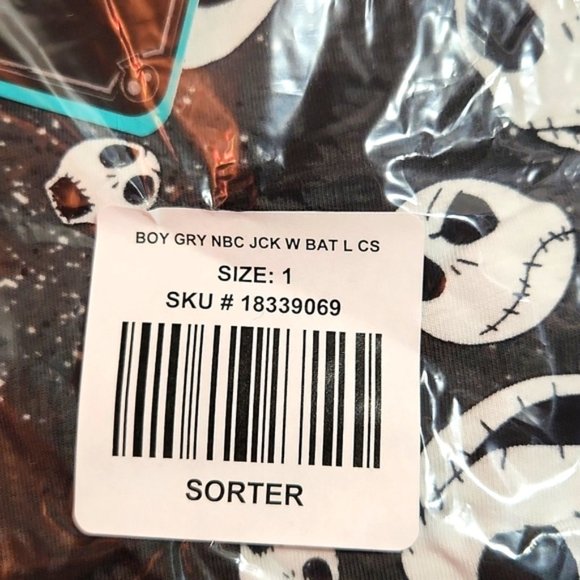 BOY GRY NBC JCK W BAT L CS
SIZE: 1
SKU # 18339069
SORTER